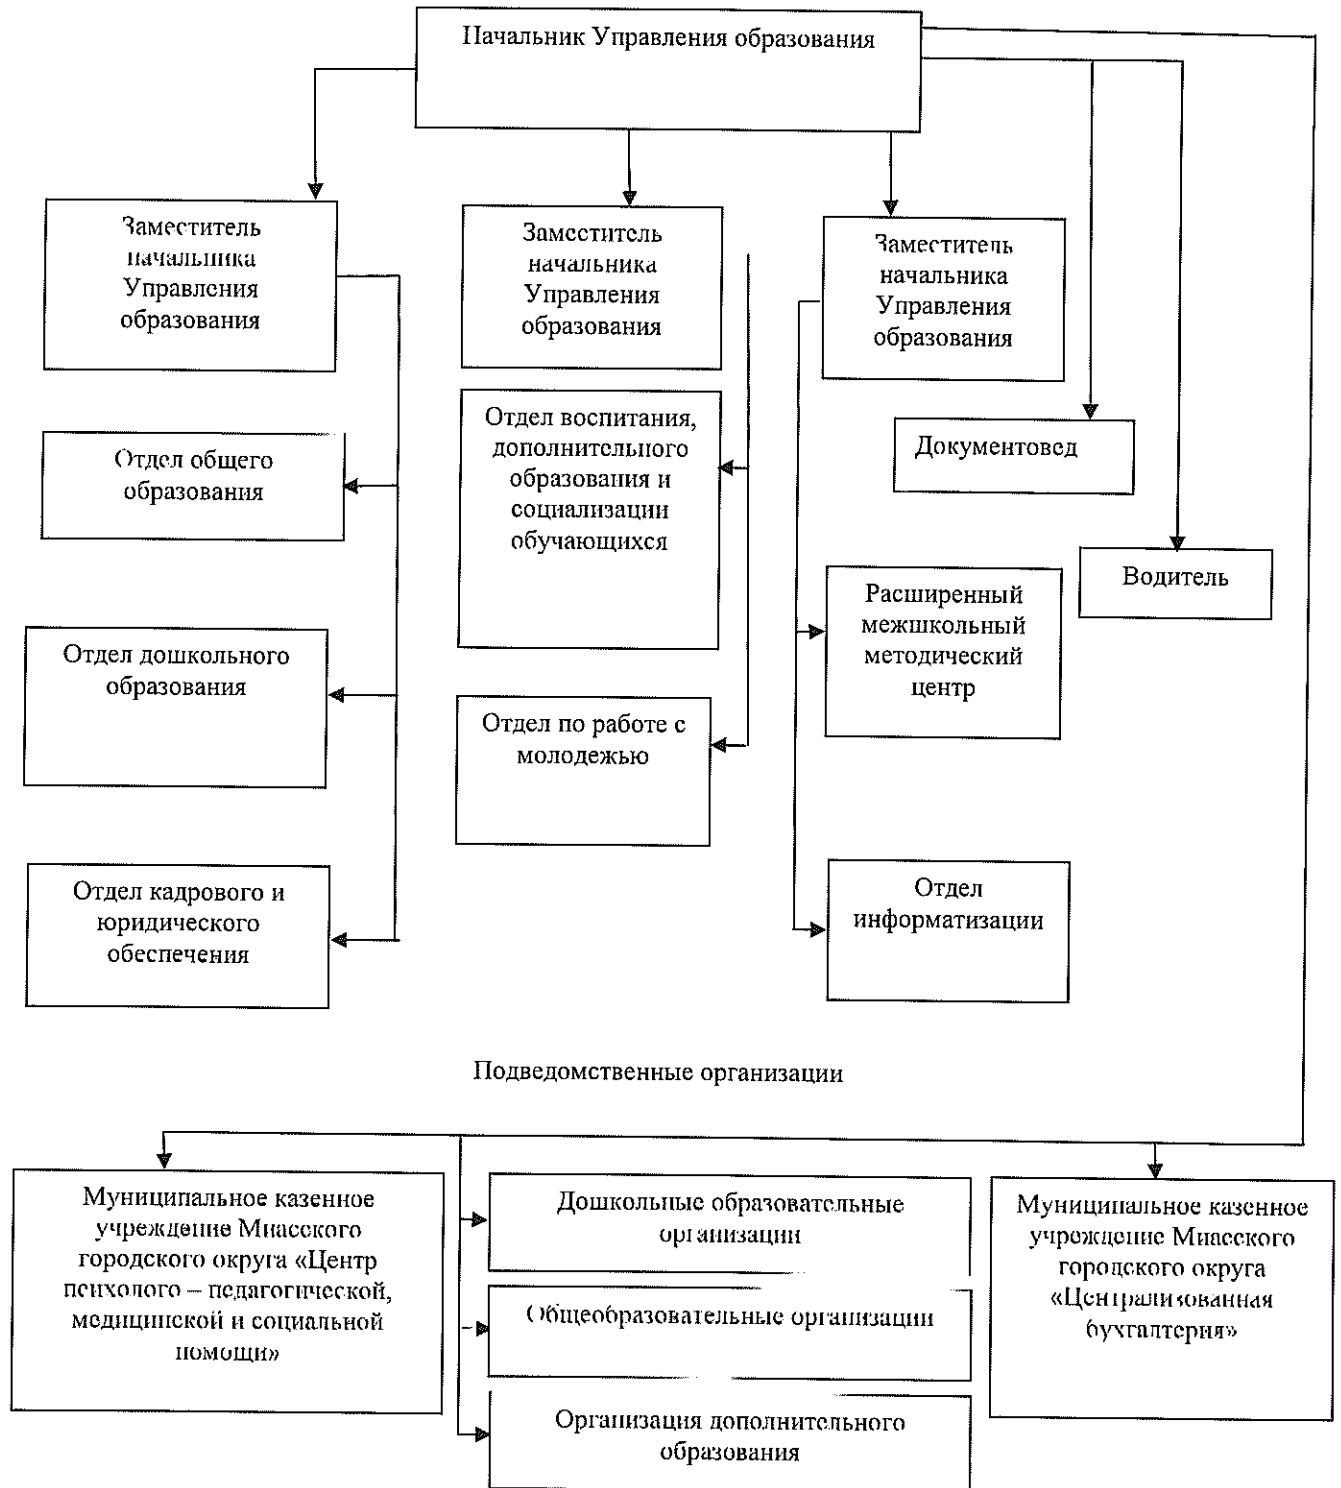 Начальник Управления образования
Заместитель
начальника
Управления
образования
Заместитель
начальника
Управления
образования
Заместитель
начальника
Управления
образования
Отдел общего
образования
Отдел дошкольного
образования
Отдел кадрового и
юридического
обеспечения
Отдел воспитания,
дополнительного
образования и
социализации
обучающихся
Отдел по работе с
молодежью
Документовед
Водитель
Расширенный
межшкольный
методический
центр
Отдел
информатизации
Подведомственные организации
Муниципальное казенное
учреждение Миасского
городского округа «Центр
психолого – педагогической,
медицинской и социальной
помощи»
Дошкольные образовательные
организации
Общеобразовательные организации
Организация дополнительного
образования
Муниципальное казенное
учреждение Миасского
городского округа
«Централизованная
бухгалтерия»